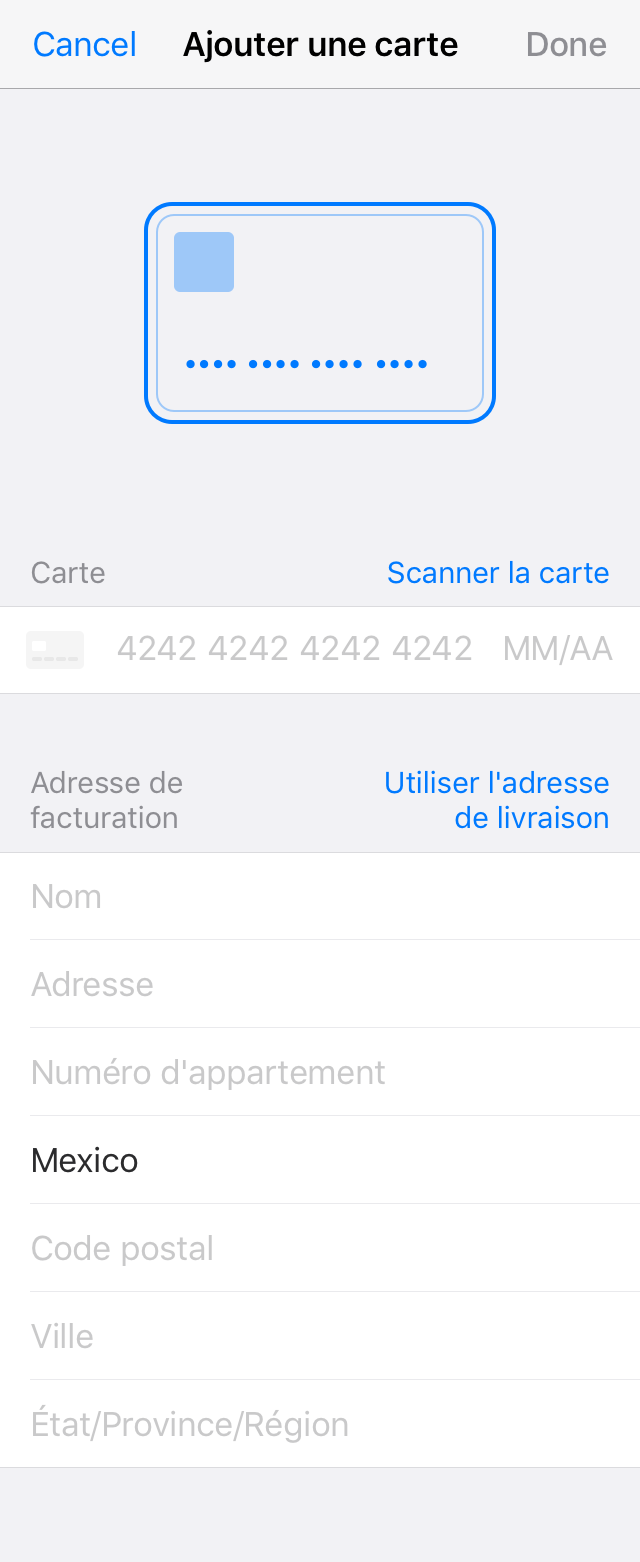 Cancel Ajouter une carte Done
•••• •••• •••• ••••
Carte Scanner la carte
4242 4242 4242 4242 MM/AA
Adresse de Utiliser l'adresse
facturation de livraison
Nom
Adresse
Numéro d'appartement
Mexico
Code postal
Ville
État/Province/Région